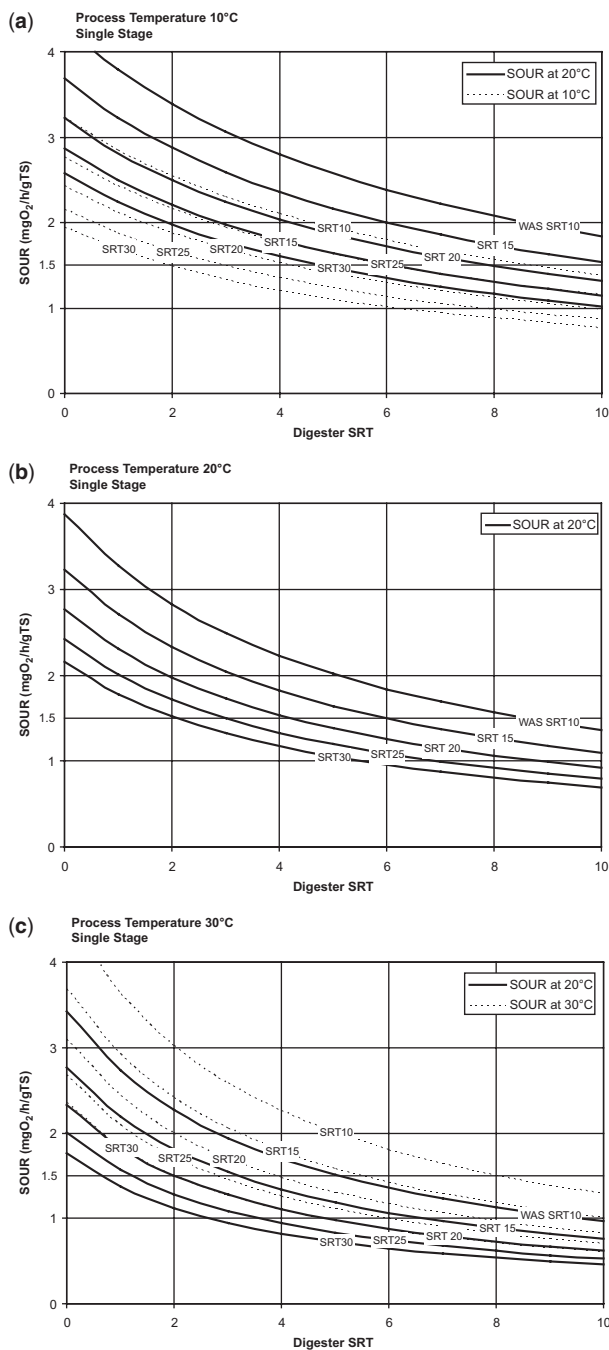 (a)
Process Temperature 10°C
Single Stage
4
3
2
1.5
1
0
SOUR (mgO₂/h/gTS)
SOUR at 20°C
SOUR at 10°C
WAS SRT10
SRT 15
SRT 20
SRT25
SRT30
SRT10
SRT15
SRT20
SRT25
SRT30
0 2 4 6 8 10
Digester SRT
(b)
Process Temperature 20°C
Single Stage
4
3
2
1.5
1
0
SOUR (mgO₂/h/gTS)
SOUR at 20°C
WAS SRT10
SRT 15
SRT 20
SRT25
SRT30
0 2 4 6 8 10
Digester SRT
(c)
Process Temperature 30°C
Single Stage
4
3
2
1.5
1
0
SOUR (mgO₂/h/gTS)
SOUR at 20°C
SOUR at 30°C
SRT10
SRT15
SRT20
SRT25
SRT30
WAS SRT10
SRT 15
SRT 20
SRT25
SRT30
0 2 4 6 8 10
Digester SRT